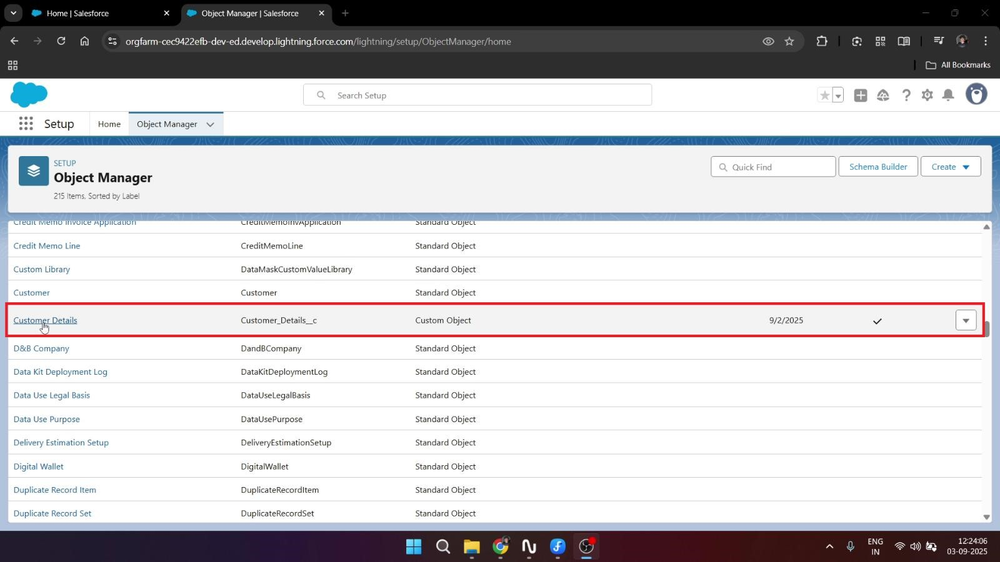 Home | Salesforce
Object Manager | Salesforce
orgfarm-cec9422efb-dev-ed.develop.lightning.force.com/lightning/setup/ObjectManager/home
All Bookmarks
Search Setup
Setup
Home
Object Manager
SETUP
Object Manager
215 Items, Sorted by Label
Quick Find
Schema Builder
Create
Credit Memo Invoice Application CreditMemoInvApplication Standard Object
Credit Memo Line CreditMemoLine Standard Object
Custom Library DataMaskCustomValueLibrary Standard Object
Customer Customer Standard Object
Customer Details Customer_Details__c Custom Object 9/2/2025
D&B Company DandBCompany Standard Object
Data Kit Deployment Log DataKitDeploymentLog Standard Object
Data Use Legal Basis DataUseLegalBasis Standard Object
Data Use Purpose DataUsePurpose Standard Object
Delivery Estimation Setup DeliveryEstimationSetup Standard Object
Digital Wallet DigitalWallet Standard Object
Duplicate Record Item DuplicateRecordItem Standard Object
Duplicate Record Set DuplicateRecordSet Standard Object
ENG
IN
12:24:06
03-09-2025